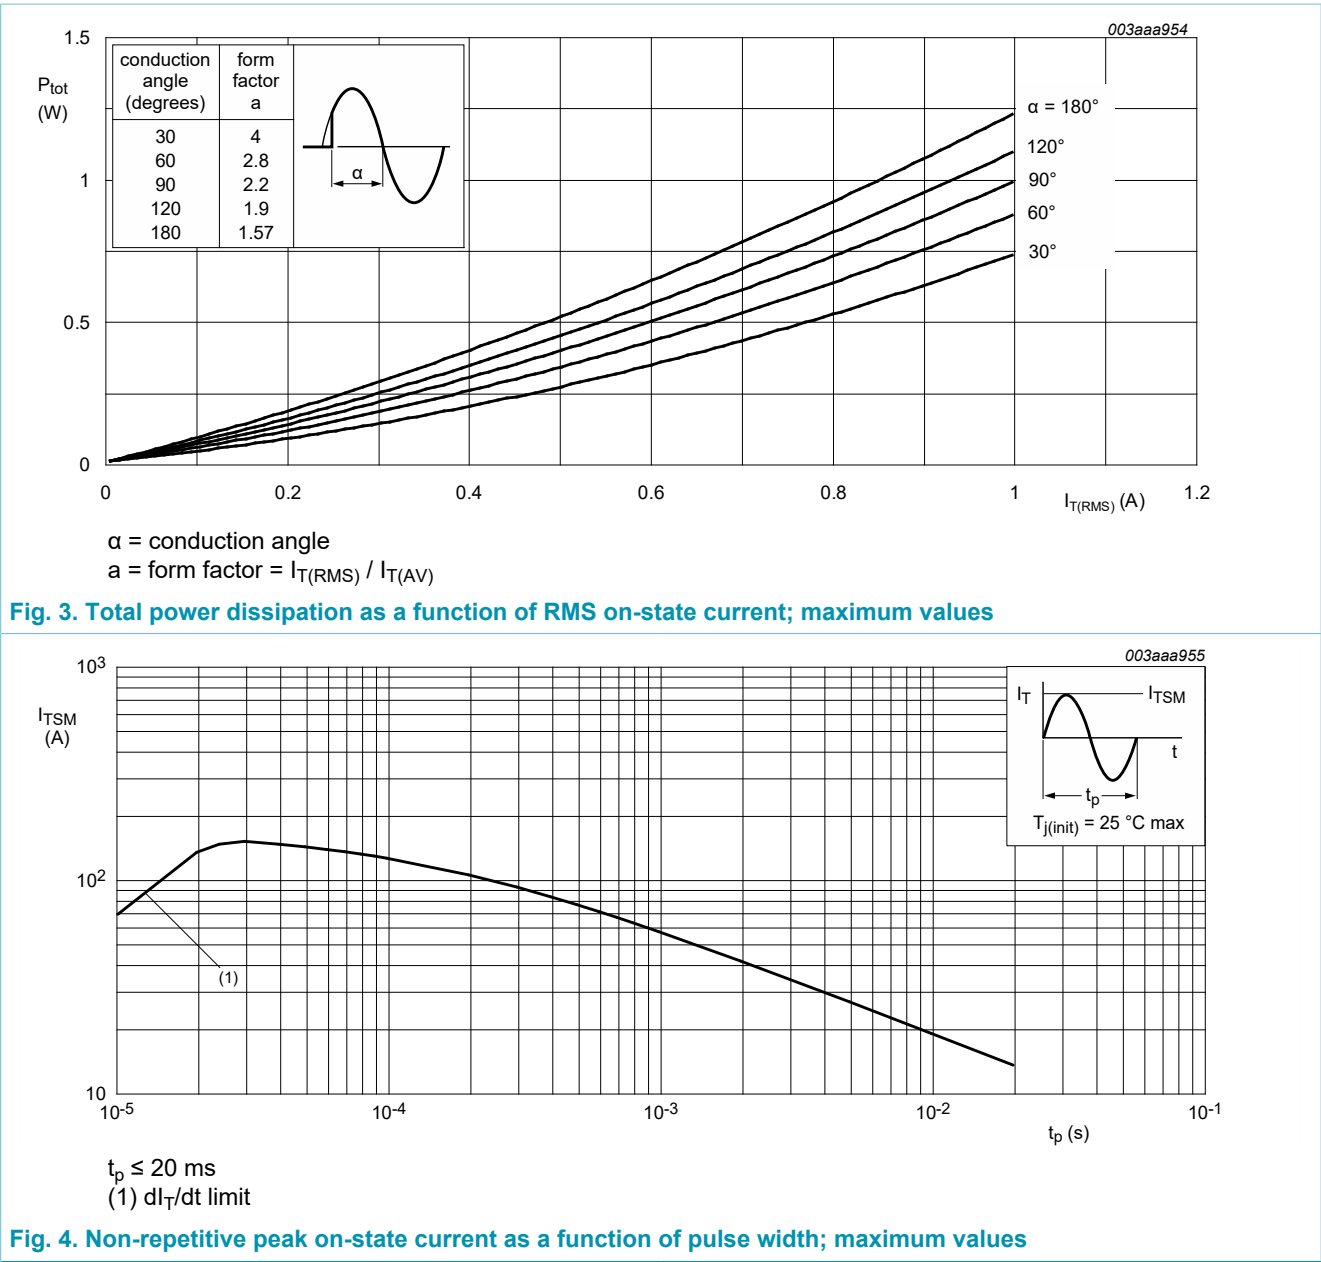 003aaa954
1.5
Ptot
(W)
1
0.5
0
conduction angle (degrees) form factor a
30 4
60 2.8
90 2.2
120 1.9
180 1.57
α
α = 180°
120°
90°
60°
30°
0 0.2 0.4 0.6 0.8 1 1.2
IT(RMS) (A)
α = conduction angle
a = form factor = IT(RMS) / IT(AV)
Fig. 3. Total power dissipation as a function of RMS on-state current; maximum values
003aaa955
10³
ITSM
(A)
10²
10
IT ITSM
t
tp
Tj(init) = 25 °C max
(1)
10-5 10-4 10-3 10-2 10-1
tp (s)
tp ≤ 20 ms
(1) dIT/dt limit
Fig. 4. Non-repetitive peak on-state current as a function of pulse width; maximum values